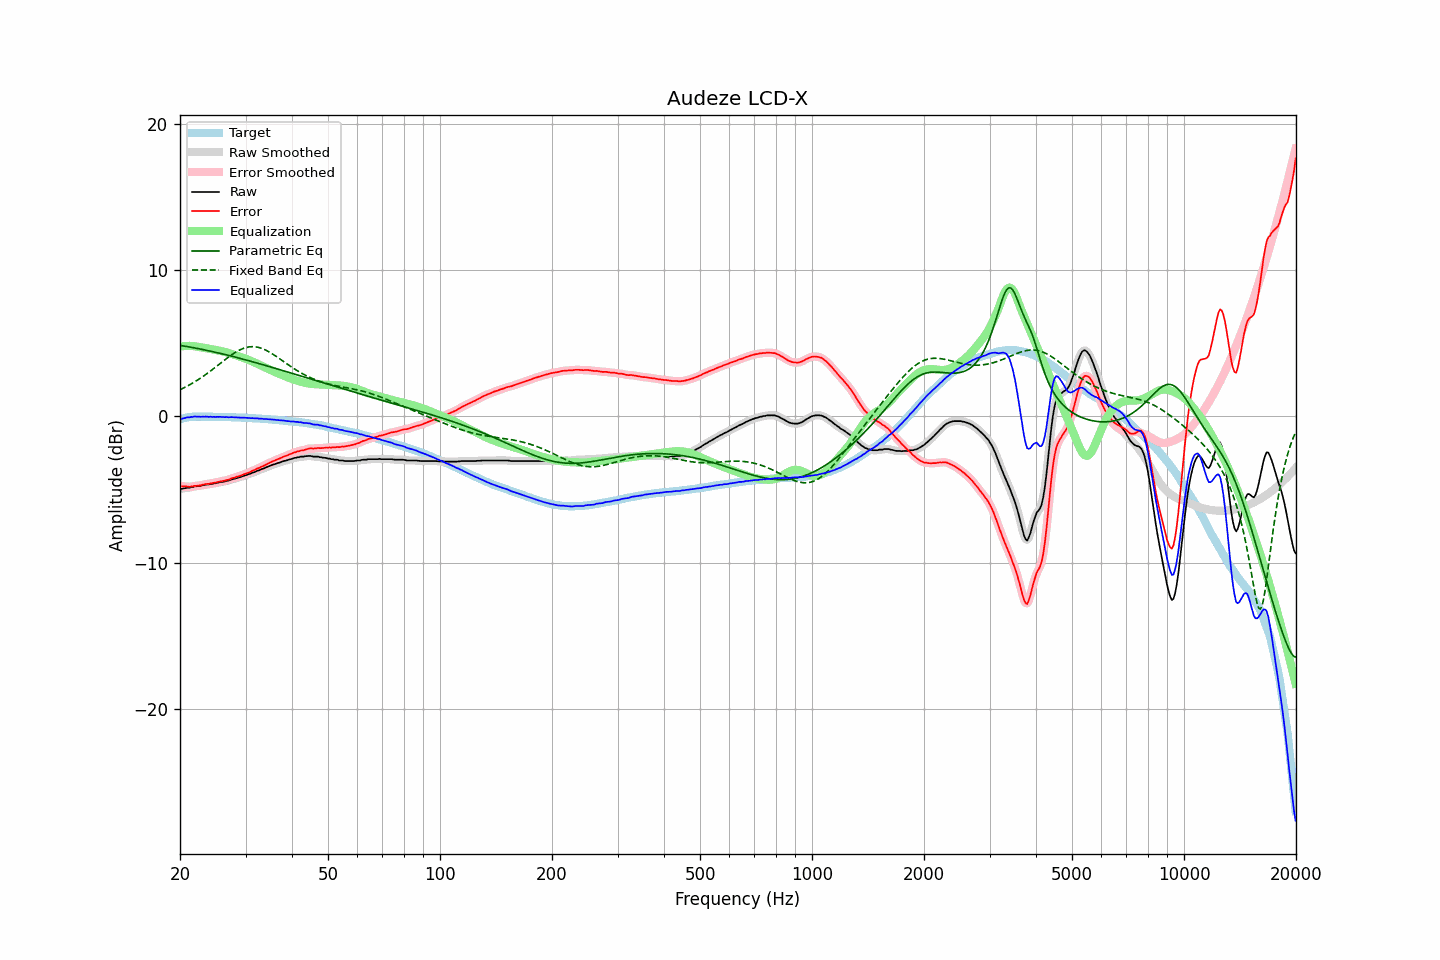 Audeze LCD-X
Target
Raw Smoothed
Error Smoothed
Raw
Error
Equalization
Parametric Eq
Fixed Band Eq
Equalized
Amplitude (dBr)
20
10
0
−10
−20
20 50 100 200 500 1000 2000 5000 10000 20000
Frequency (Hz)